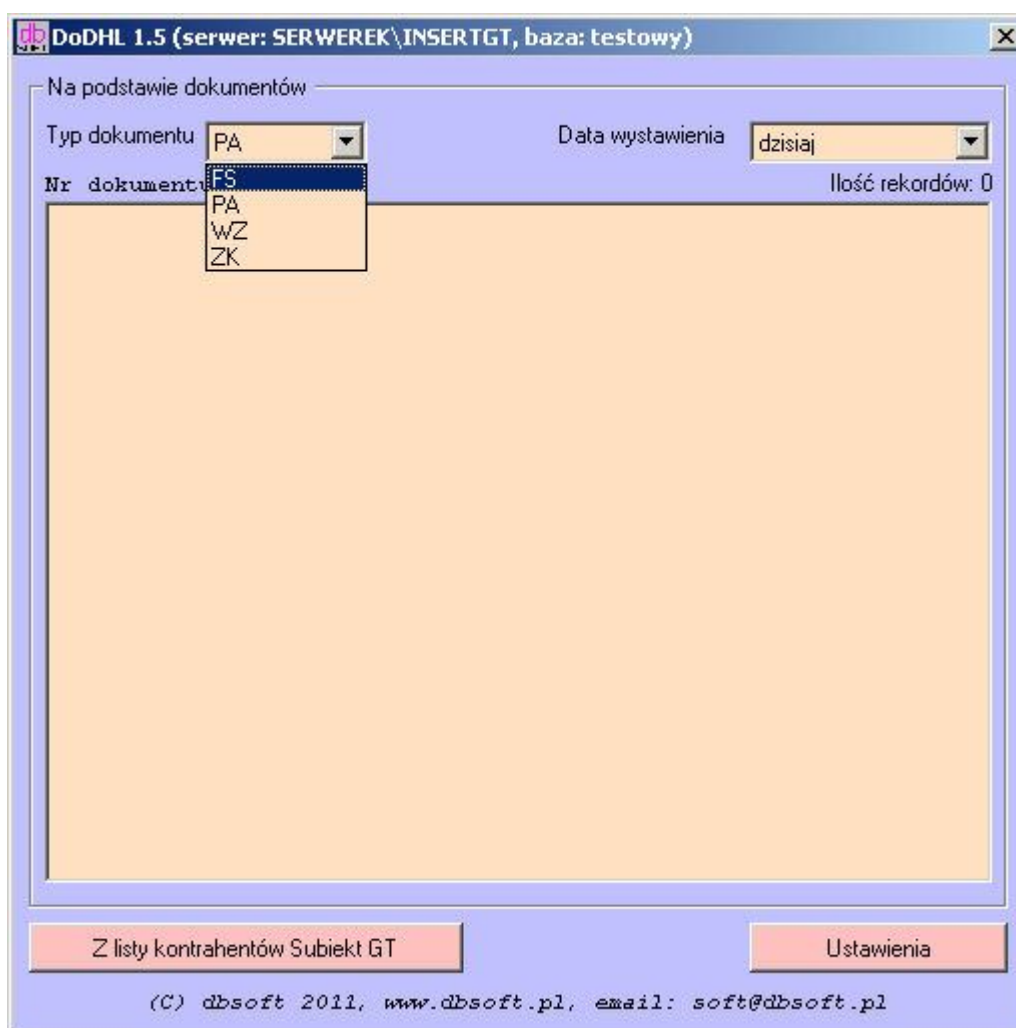 DoDHL 1.5 (serwer: SERWEREK\INSERTGT, baza: testowy)
Na podstawie dokumentów
Typ dokumentu PA Data wystawienia dzisiaj
Nr dokumentu FS Ilość rekordów: 0
PA
WZ
ZK
Z listy kontrahentów Subiekt GT Ustawienia
(C) dbsoft 2011, www.dbsoft.pl, email: soft@dbsoft.pl